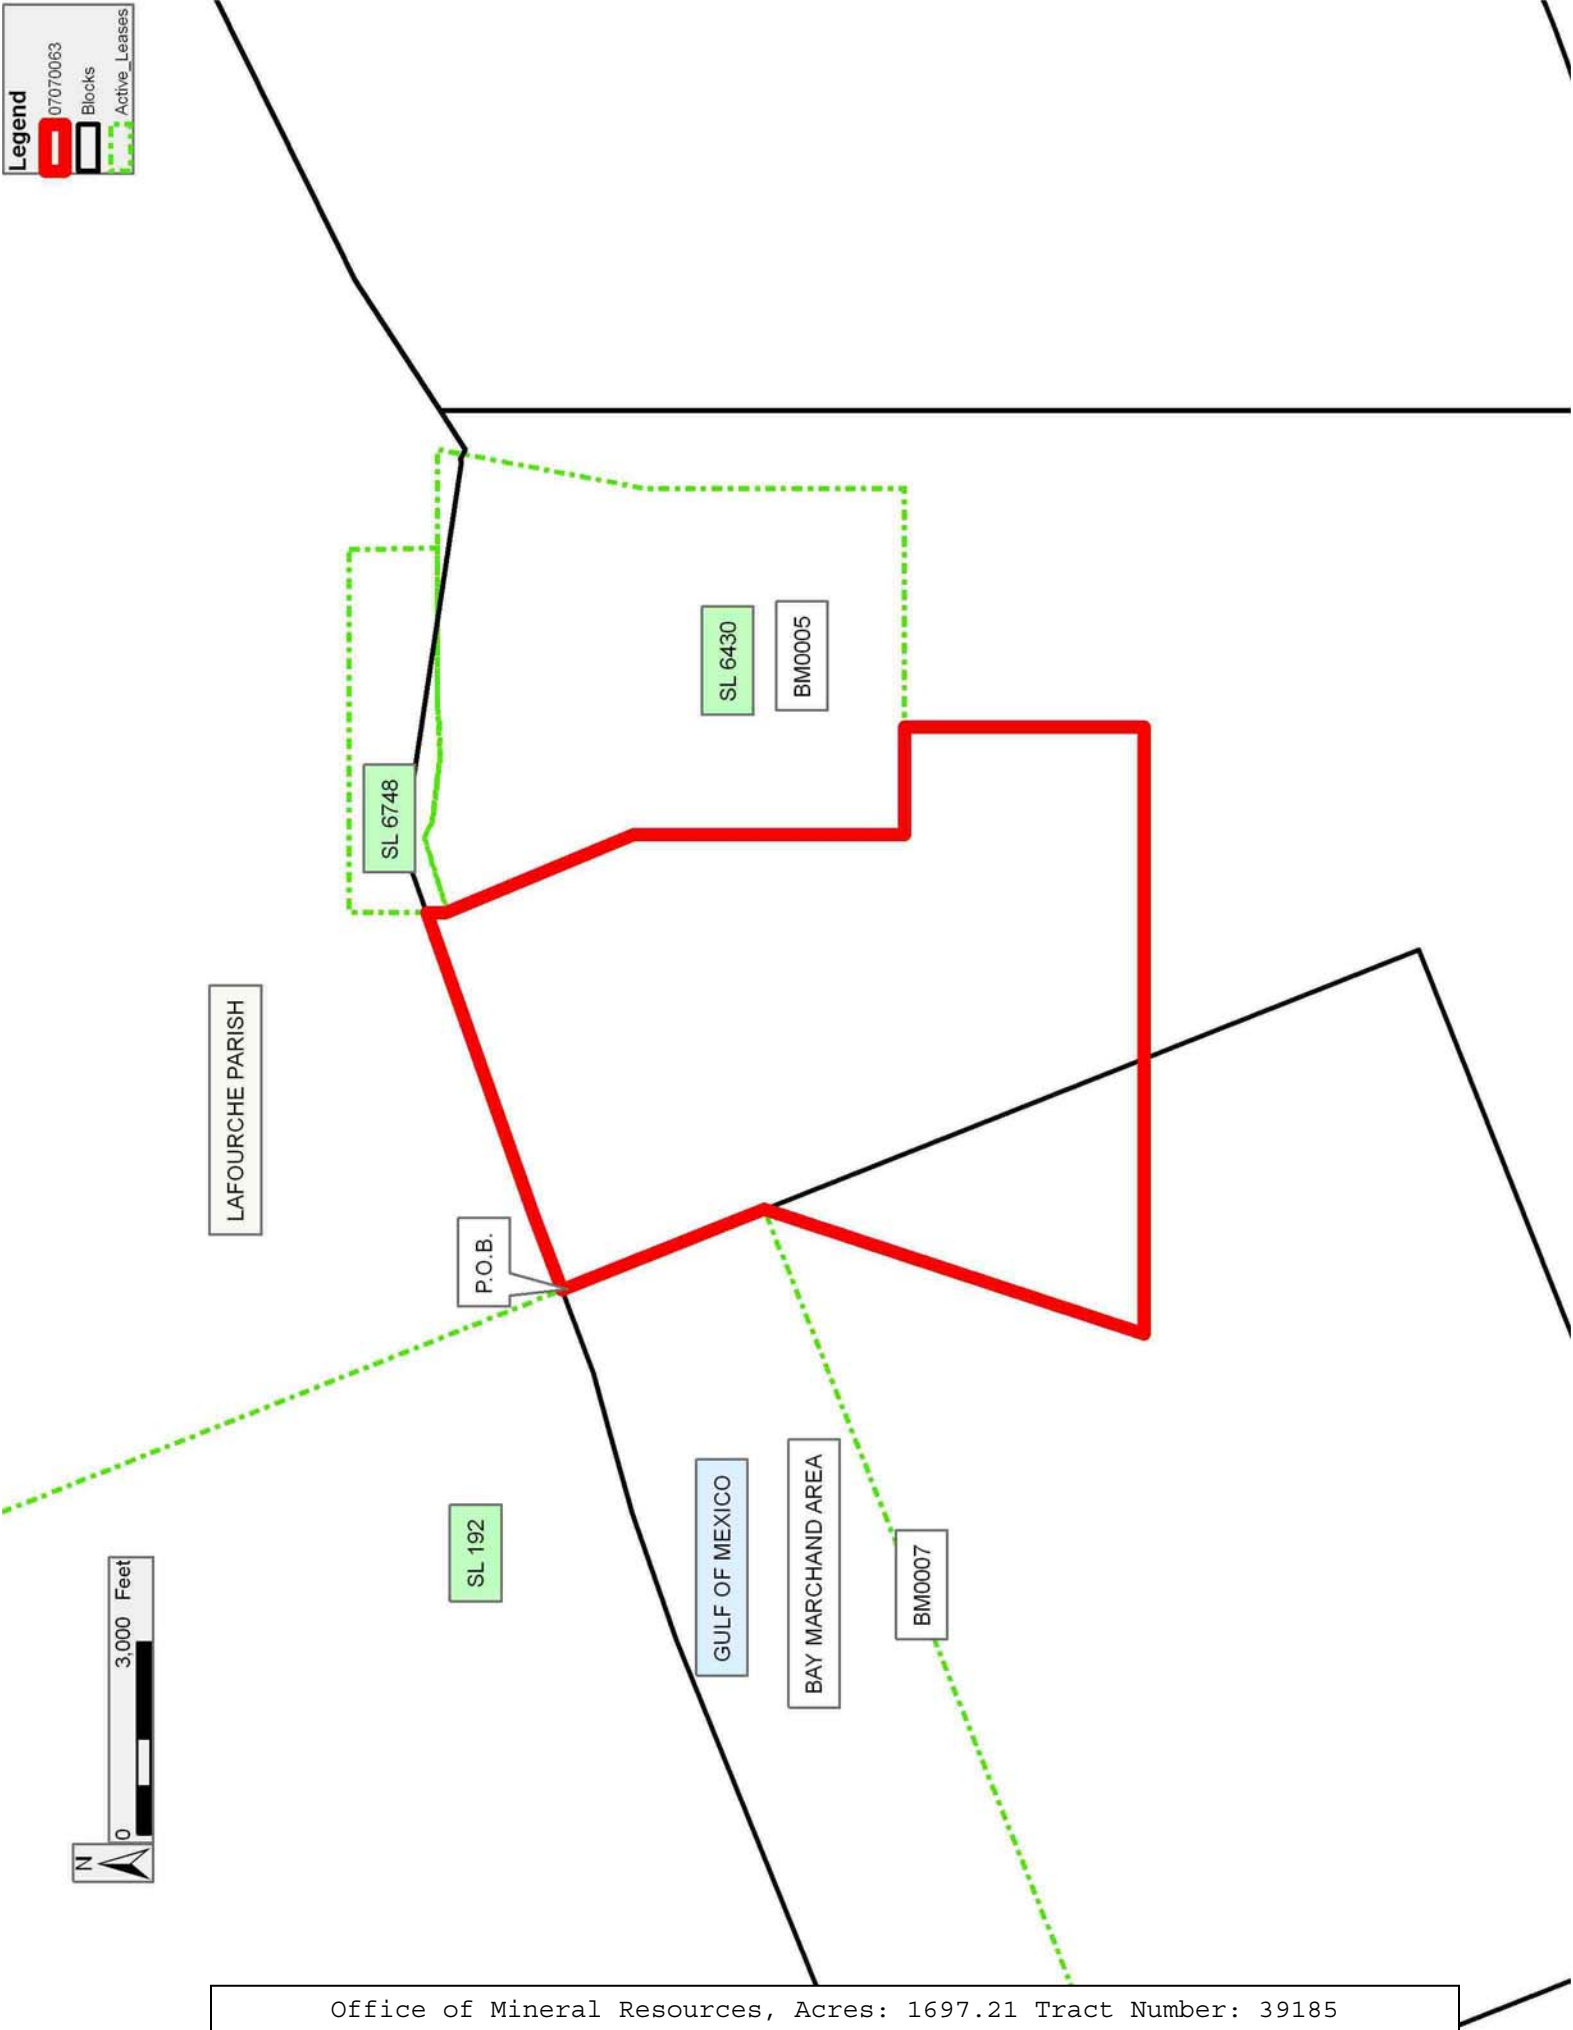 Legend
07070063
Blocks
Active_Leases
SL 6748
SL 6430
BM0005
LAFOURCHE PARISH
P.O.B.
SL 192
GULF OF MEXICO
BAY MARCHAND AREA
BM0007
0 3,000 Feet
N
Office of Mineral Resources, Acres: 1697.21 Tract Number: 39185